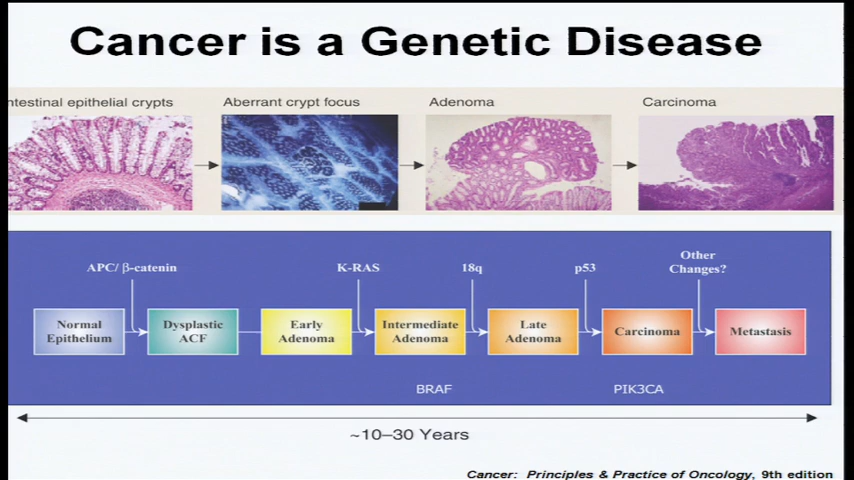 Cancer is a Genetic Disease
ntestinal epithelial crypts
Aberrant crypt focus
Adenoma
Carcinoma
APC/ β-catenin
K-RAS
18q
p53
Other
Changes?
Normal
Epithelium
Dysplastic
ACF
Early
Adenoma
Intermediate
Adenoma
Late
Adenoma
Carcinoma
Metastasis
BRAF
PIK3CA
~10–30 Years
Cancer: Principles & Practice of Oncology, 9th edition